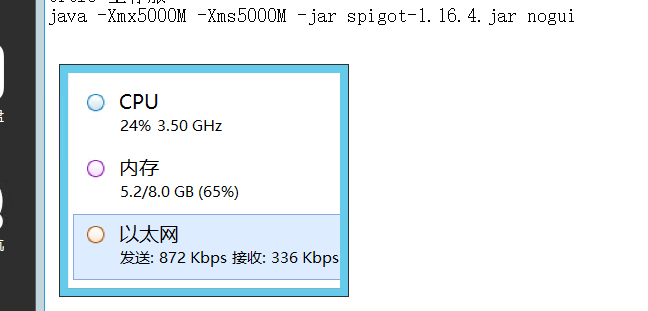 java -Xmx5000M -Xms5000M -jar spigot-1.16.4.jar nogui
CPU
24% 3.50 GHz
内存
5.2/8.0 GB (65%)
以太网
发送: 872 Kbps 接收: 336 Kbps